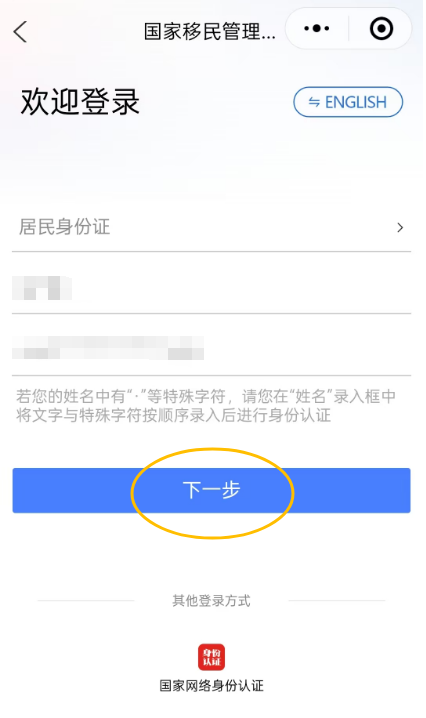 国家移民管理...
欢迎登录
⇋ ENGLISH
居民身份证
若您的姓名中有“·”等特殊字符，请您在“姓名”录入框中
将文字与特殊字符按顺序录入后进行身份认证
下一步
其他登录方式
身份
认证
国家网络身份认证